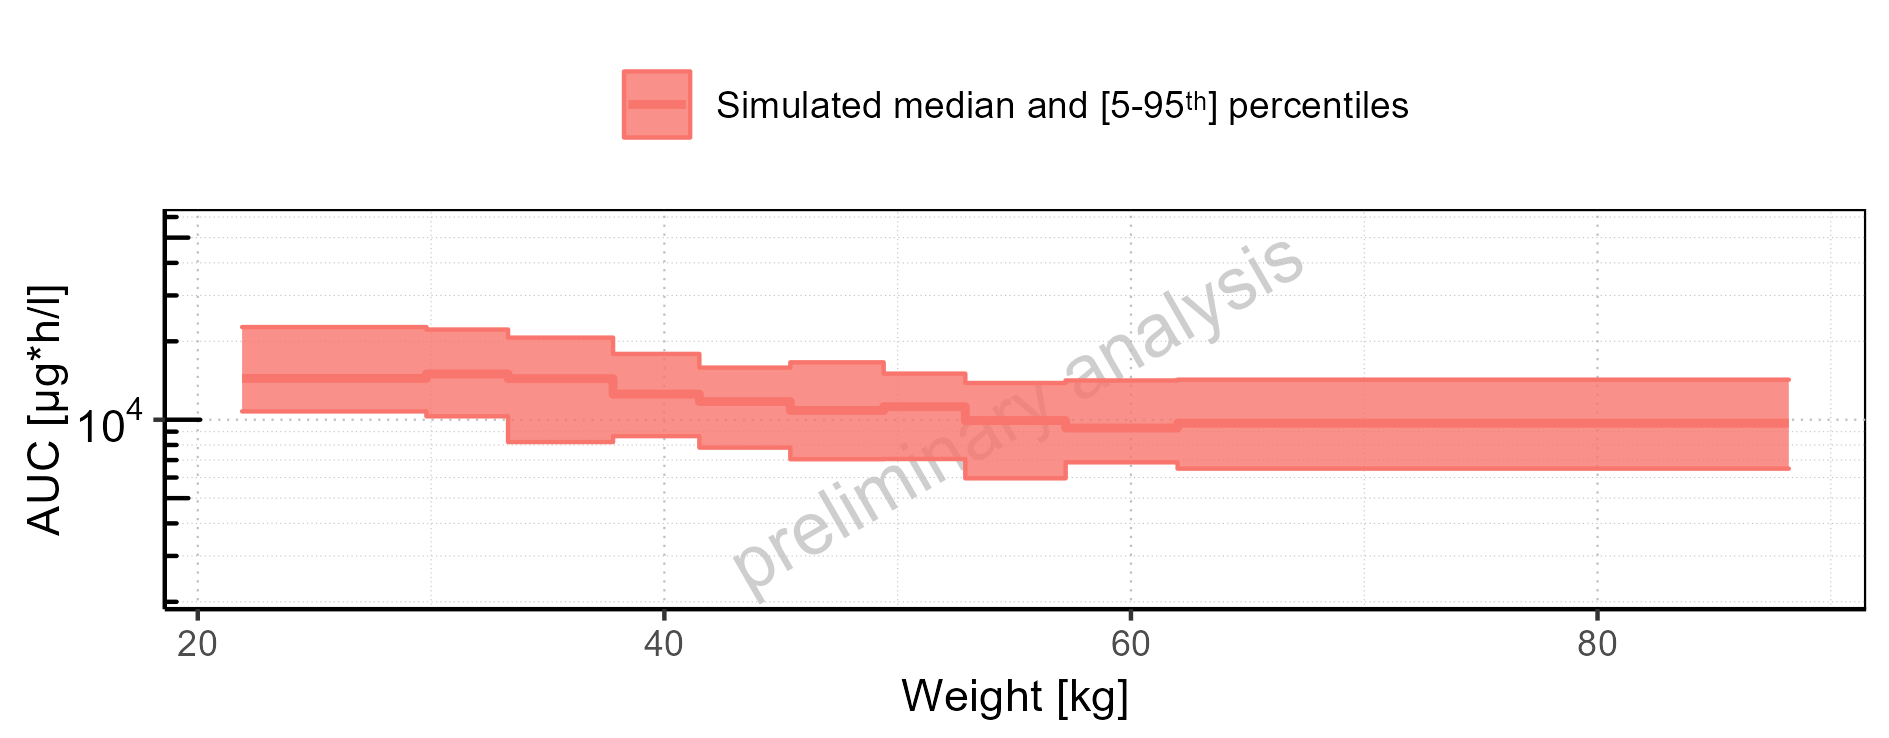 Simulated median and [5-95th] percentiles
AUC [µg*h/l]
10^4
preliminary analysis
20 40 60 80
Weight [kg]